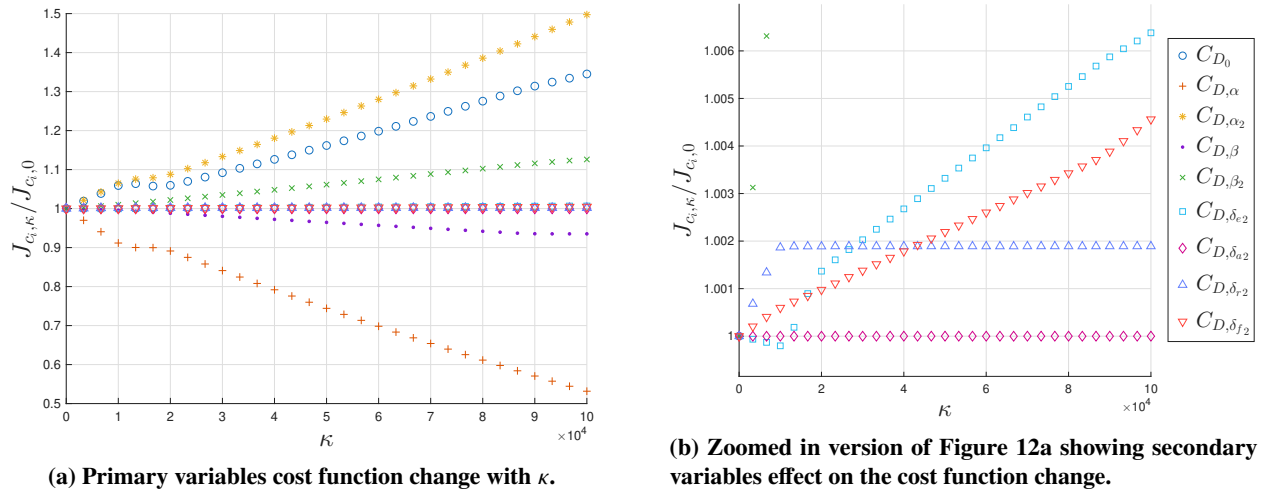 1.5
1.4
1.3
1.2
1.1
1
0.9
0.8
0.7
0.6
0.5
J_{c_i,κ}/J_{c_i,0}
0 1 2 3 4 5 6 7 8 9 10
×10^4
κ
(a) Primary variables cost function change with κ.
1.006
1.005
1.004
1.003
1.002
1.001
1
J_{c_i,κ}/J_{c_i,0}
0 2 4 6 8 10
×10^4
κ
C_{D_0}
C_{D,α}
C_{D,α_2}
C_{D,β}
C_{D,β_2}
C_{D,δ_{e2}}
C_{D,δ_{a2}}
C_{D,δ_{r2}}
C_{D,δ_{f2}}
(b) Zoomed in version of Figure 12a showing secondary
variables effect on the cost function change.